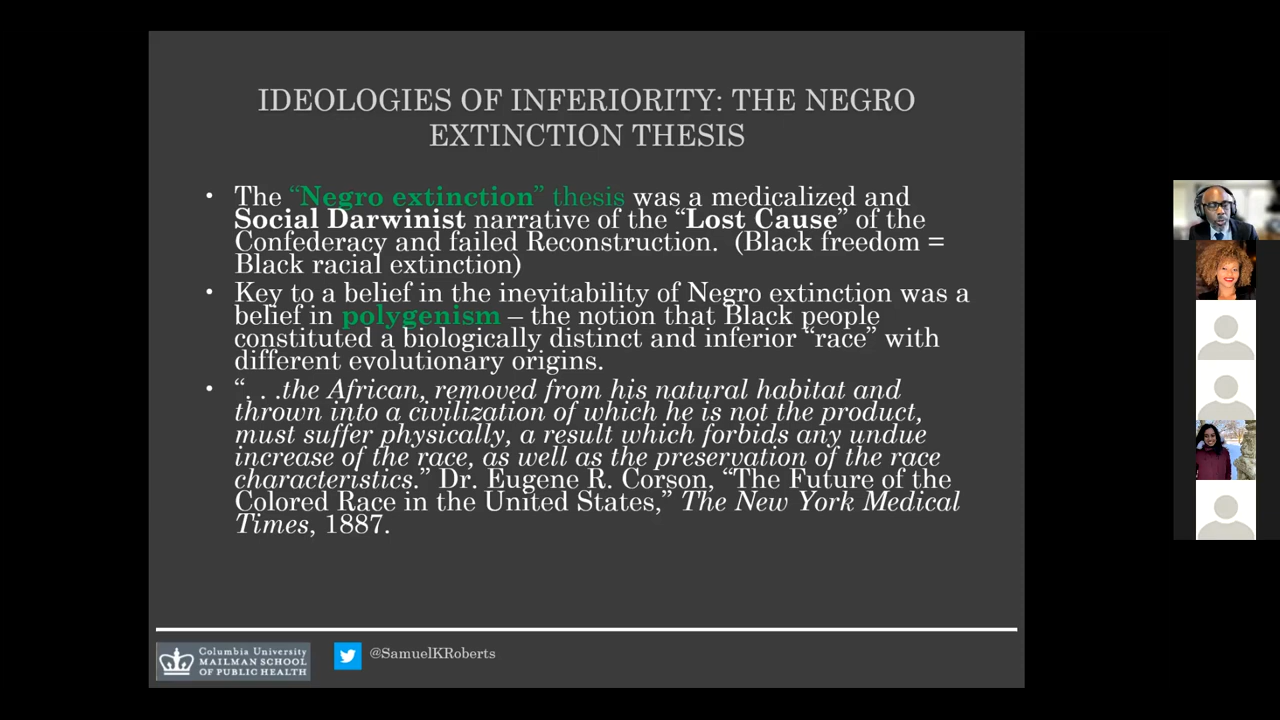 IDEOLOGIES OF INFERIORITY: THE NEGRO
EXTINCTION THESIS
• The “Negro extinction” thesis was a medicalized and
Social Darwinist narrative of the “Lost Cause” of the
Confederacy and failed Reconstruction.  (Black freedom =
Black racial extinction)
• Key to a belief in the inevitability of Negro extinction was a
belief in polygenism – the notion that Black people
constituted a biologically distinct and inferior “race” with
different evolutionary origins.
• “. . .the African, removed from his natural habitat and
thrown into a civilization of which he is not the product,
must suffer physically, a result which forbids any undue
increase of the race, as well as the preservation of the race
characteristics.” Dr. Eugene R. Corson, “The Future of the
Colored Race in the United States,” The New York Medical
Times, 1887.
Columbia University
MAILMAN SCHOOL
OF PUBLIC HEALTH
@SamuelKRoberts